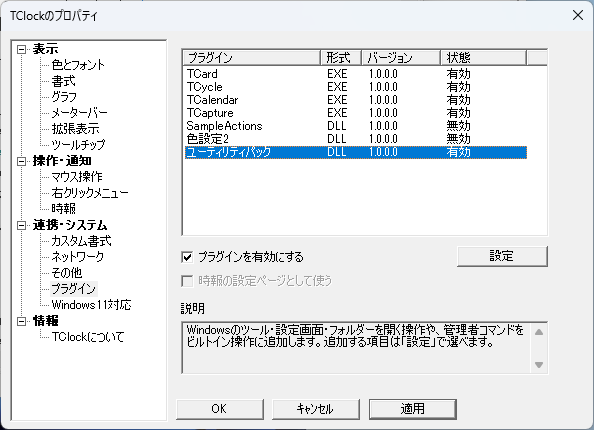 TClockのプロパティ
表示
色とフォント
書式
グラフ
メーターバー
拡張表示
ツールチップ
操作・通知
マウス操作
右クリックメニュー
時報
連携・システム
カスタム書式
ネットワーク
その他
プラグイン
Windows11対応
情報
TClockについて
プラグイン 形式 バージョン 状態
TCard EXE 1.0.0.0 有効
TCycle EXE 1.0.0.0 有効
TCalendar EXE 1.0.0.0 有効
TCapture EXE 1.0.0.0 有効
SampleActions DLL 1.0.0.0 無効
色設定2 DLL 1.0.0.0 無効
ユーティリティパック DLL 1.0.0.0 有効
プラグインを有効にする
設定
時報の設定ページとして使う
説明
Windowsのツール・設定画面・フォルダーを開く操作や、管理者コマンドを
ビルトイン操作に追加します。追加する項目は「設定」で選べます。
OK
キャンセル
適用